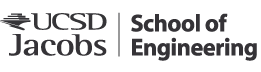 UCSD
Jacobs
School of
Engineering